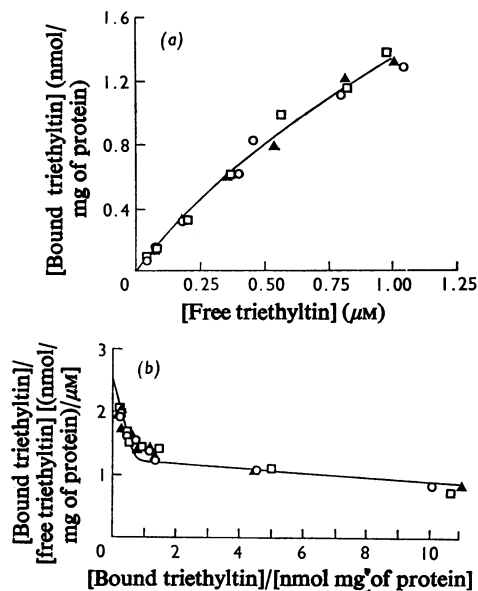 1.6
(a)
1.2
0.8
0.4
[Bound triethyltin] (nmol/
mg of protein)
0
0.25
0.50
0.75
1.00
1.25
[Free triethyltin] (μM)
3
(b)
2
1
[Bound triethyltin]/
[free triethyltin] [(nmol/
mg of protein)/μM]
0
2
4
6
8
10
[Bound triethyltin]/[nmol mg of protein]